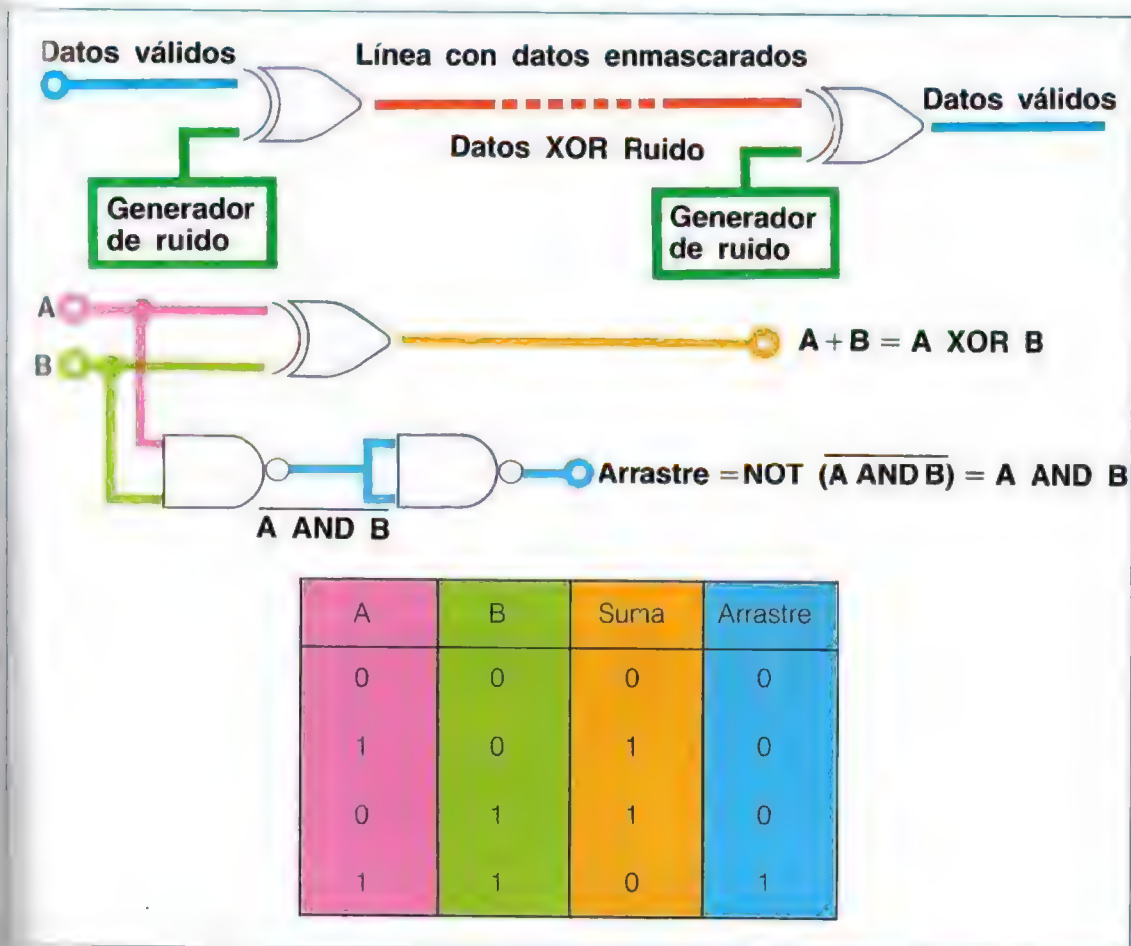 Datos válidos
Línea con datos enmascarados
Datos válidos
Datos XOR Ruido
Generador
de ruido
Generador
de ruido
A
B
A + B = A XOR B
Arrastre = NOT (A AND B) = A AND B
A AND B
A B Suma Arrastre
0 0 0 0
1 0 1 0
0 1 1 0
1 1 0 1